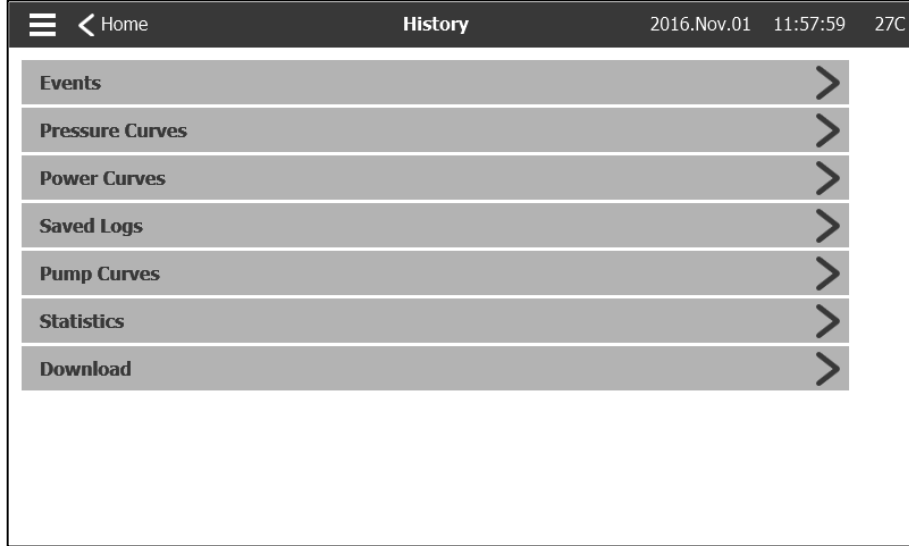 Home History 2016.Nov.01 11:57:59 27C
Events
Pressure Curves
Power Curves
Saved Logs
Pump Curves
Statistics
Download